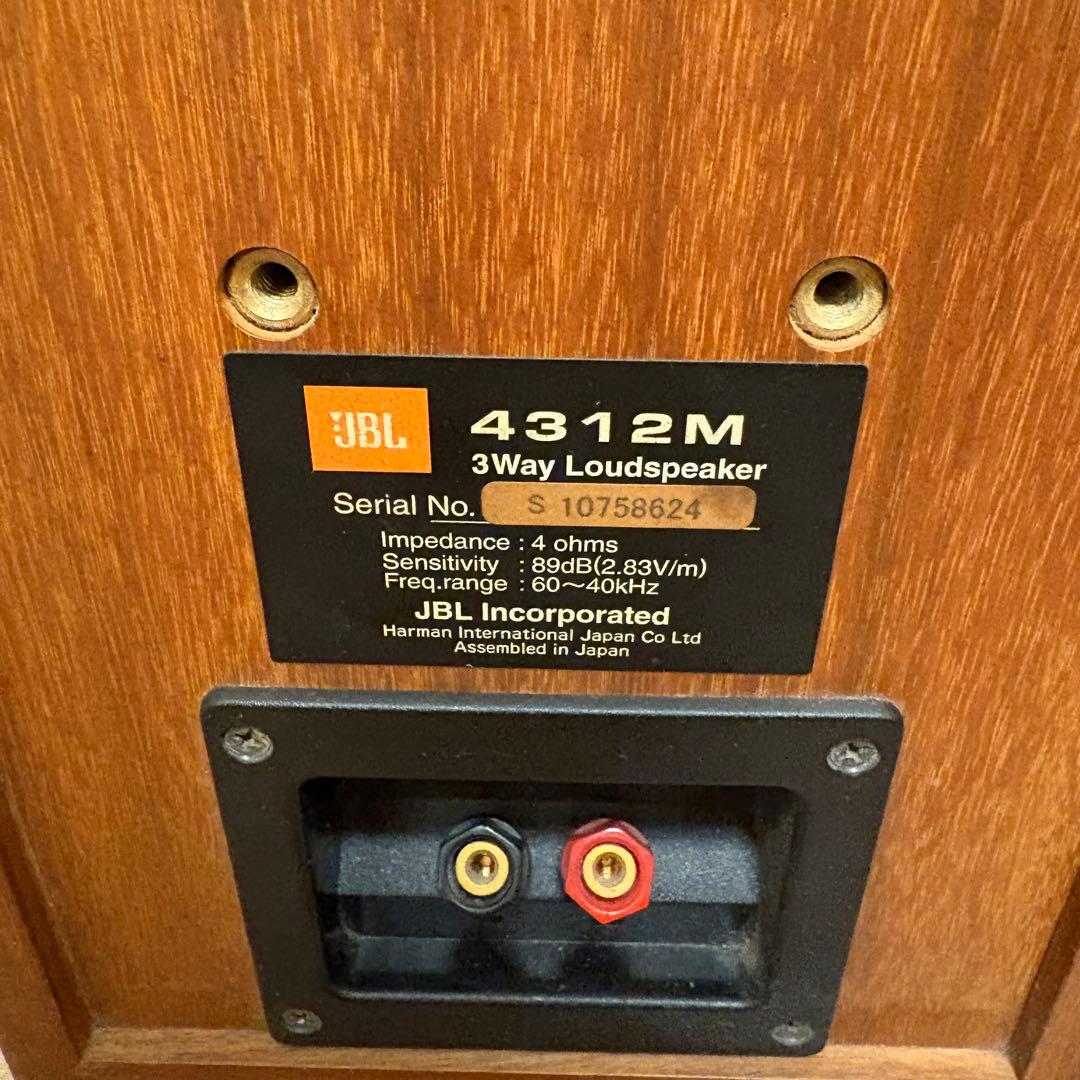 JBL
4312M
3Way Loudspeaker
Serial No. S 10758624
Impedance : 4 ohms
Sensitivity : 89dB(2.83V/m)
Freq.range : 60～40kHz
JBL Incorporated
Harman International Japan Co Ltd
Assembled in Japan